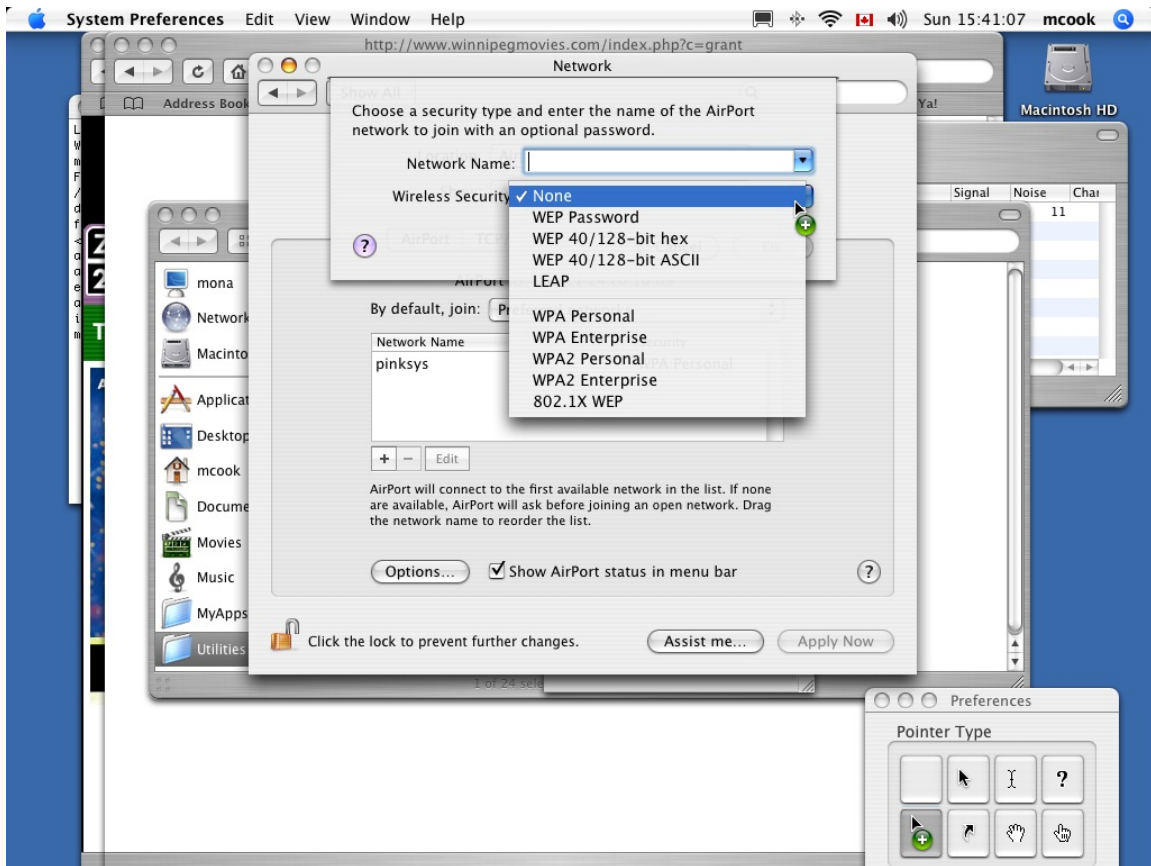 System Preferences Edit View Window Help Sun 15:41:07 mcook
http://www.winnipegmovies.com/index.php?c=grant
Network
Show All
Address Book
Ya!
Macintosh HD
Choose a security type and enter the name of the AirPort
network to join with an optional password.
Network Name:
Wireless Security
✓ None
WEP Password
WEP 40/128-bit hex
WEP 40/128-bit ASCII
LEAP
WPA Personal
WPA Enterprise
WPA2 Personal
WPA2 Enterprise
802.1X WEP
?
Signal Noise Char
11
AirPort
By default, join:
Network Name
pinksys WPA Personal
+ − Edit
AirPort will connect to the first available network in the list. If none
are available, AirPort will ask before joining an open network. Drag
the network name to reorder the list.
Options... Show AirPort status in menu bar ?
Click the lock to prevent further changes. Assist me... Apply Now
mona
Network
Macinto
Applicat
Desktop
mcook
Docume
Movies
Music
MyApps
Utilities
1 of 24 sele
Preferences
Pointer Type
?